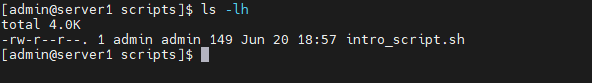 [admin@server1 scripts]$ ls -lh
total 4.0K
-rw-r--r--. 1 admin admin 149 Jun 20 18:57 intro_script.sh
[admin@server1 scripts]$